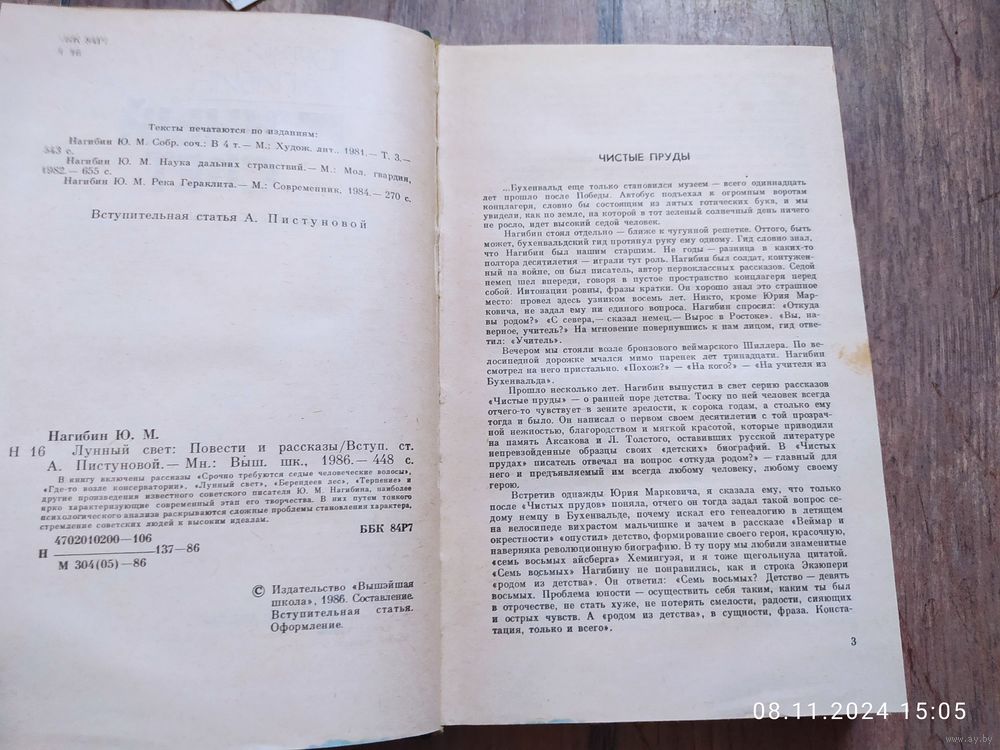 ББК 84Р7
Н 16
Тексты печатаются по изданиям:
Нагибин Ю. М. Собр. соч.: В 4 т.— М.: Худож. лит., 1981.— Т. 3.—
543 с.
Нагибин Ю. М. Наука дальних странствий.— М.: Мол. гвардия,
1982.— 655 с.
Нагибин Ю. М. Река Гераклита.— М.: Современник, 1984.— 270 с.
Вступительная статья А. Пистуновой
Нагибин Ю. М.
Н 16 Лунный свет: Повести и рассказы/Вступ. ст.
А. Пистуновой.— Мн.: Выш. шк., 1986.—448 с.
В книгу включены рассказы «Срочно требуются седые человеческие волосы»,
«Где-то возле консерватории», «Лунный свет», «Берендеев лес», «Терпение» и
другие произведения известного советского писателя Ю. М. Нагибина, наиболее
ярко характеризующие современный этап его творчества. В них путем тонкого
психологического анализа раскрываются сложные проблемы становления характера,
стремление советских людей к высоким идеалам.
4702010200—106
Н ———— 137—86
М 304(05)—86
ББК 84Р7
© Издательство «Вышэйшая
школа», 1986. Составление.
Вступительная статья.
Оформление.
ЧИСТЫЕ ПРУДЫ
...Бухенвальд еще только становился музеем — всего одиннадцать
лет прошло после Победы. Автобус подъехал к огромным воротам
концлагеря, словно бы состоящим из литых готических букв, и мы
увидели, как по земле, на которой в тот зеленый солнечный день ничего
не росло, идет высокий седой человек.
Нагибин стоял отдельно — ближе к чугунной решетке. Оттого, быть
может, бухенвальдский гид протянул руку ему одному. Гид словно знал,
что Нагибин был нашим старшим. Не годы — разница в каких-то
полтора десятилетия — играли тут роль. Нагибин был солдат, контужен-
ный на войне, он был писатель, автор первоклассных рассказов. Седой
немец шел впереди, говоря в пустое пространство концлагеря перед
собой. Интонации ровны, фразы кратки. Он хорошо знал это страшное
место: провел здесь узником восемь лет. Никто, кроме Юрия Мар-
ковича, не задал ему ни единого вопроса. Нагибин спросил: «Откуда
вы родом?» «С севера,— сказал немец.— Вырос в Ростоке». «Вы, на-
верное, учитель?» На мгновение повернувшись к нам лицом, гид отве-
тил: «Учитель».
Вечером мы стояли возле бронзового веймарского Шиллера. По ве-
лосипедной дорожке мчался мимо паренек лет тринадцати. Нагибин
смотрел на него пристально. «Похож?» — «На кого?» — «На учителя из
Бухенвальда».
Прошло несколько лет. Нагибин выпустил в свет серию рассказов
«Чистые пруды» — о ранней поре детства. Тоску по ней человек всегда
отчего-то чувствует в зените зрелости, к сорока годам, а столько ему
тогда и было. Он написал о первом своем десятилетии с той прозрач-
ной нежностью, благородством и мягкой красотой, которые приводили
на память Аксакова и Л. Толстого, оставивших русской литературе
непревзойденные образцы своих «детских» биографий. В «Чистых
прудах» писатель отвечал на вопрос «откуда родом?» — главный для
него и предъявляемый им всегда любому человеку, любому своему
герою.
Встретив однажды Юрия Марковича, я сказала ему, что только
после «Чистых прудов» поняла, отчего он тогда задал такой вопрос се-
дому немцу в Бухенвальде, почему искал его генеалогию в летящем
на велосипеде вихрастом мальчишке и зачем в рассказе «Веймар и
окрестности» «опустил» детство, формирование своего героя, красочную,
наверняка революционную биографию. В ту пору мы любили знаменитые
«семь восьмых айсберга» Хемингуэя, и я тоже щегольнула цитатой.
«Семь восьмых» Нагибину не понравились, как и строка Экзюпери
«родом из детства». Он ответил: «Семь восьмых? Детство — девять
восьмых. Проблема юности — осуществить себя таким, каким ты был
в отрочестве, не стать хуже, не потерять смелости, радости, сияющих
и острых чувств. А «родом из детства», в сущности, фраза. Конста-
тация, только и всего».
3
08.11.2024 15:05
www.ay.by